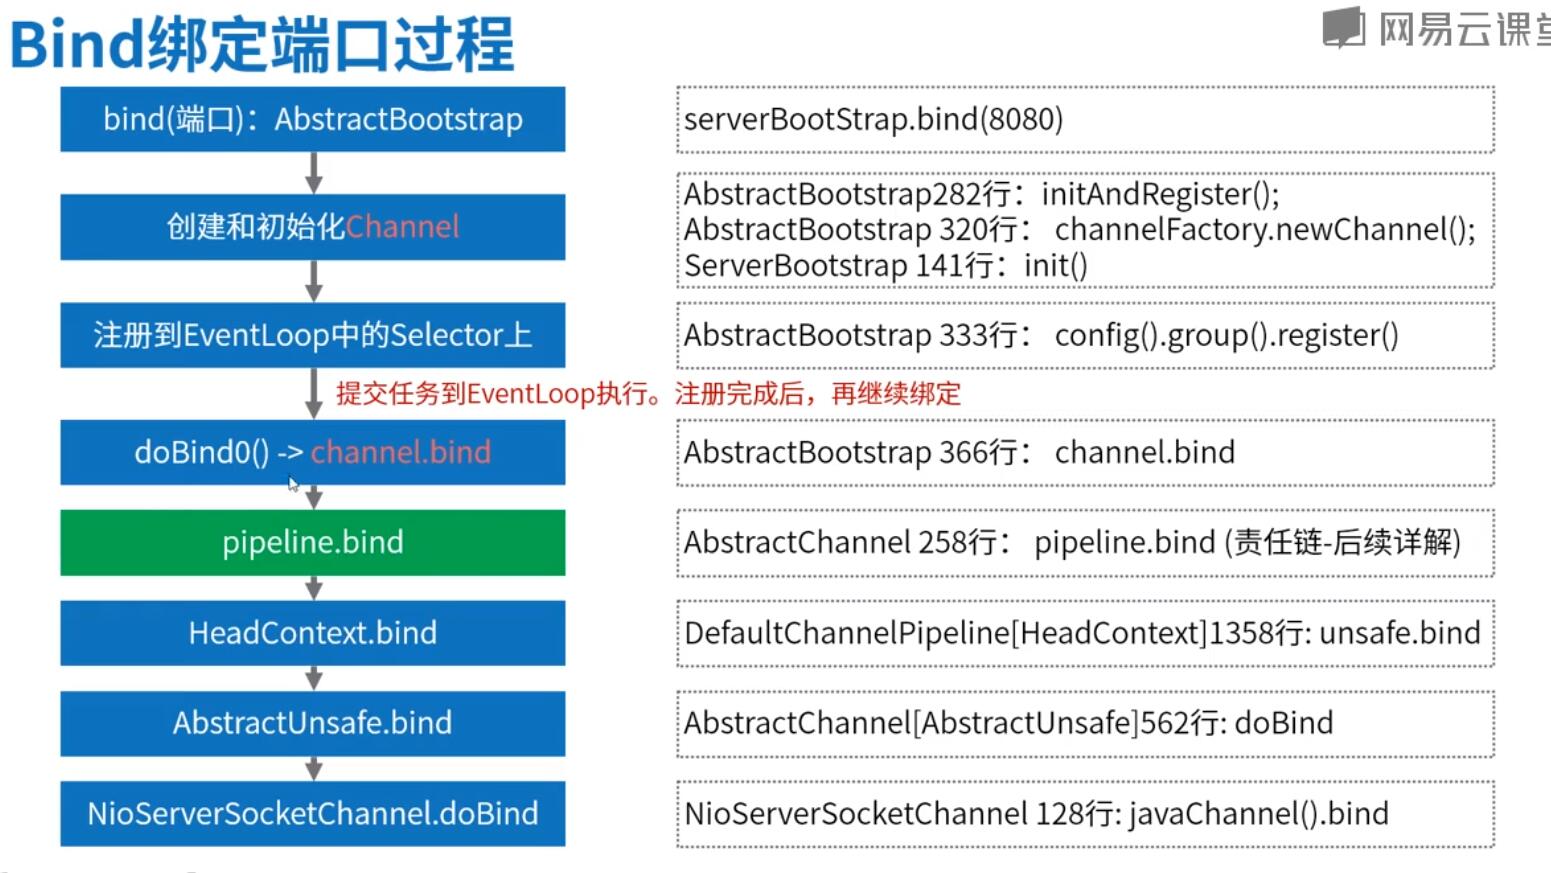 Bind绑定端口过程
网易云课堂
bind(端口)：AbstractBootstrap
serverBootStrap.bind(8080)
创建和初始化Channel
AbstractBootstrap282行：initAndRegister();
AbstractBootstrap 320行： channelFactory.newChannel();
ServerBootstrap 141行：init()
注册到EventLoop中的Selector上
AbstractBootstrap 333行： config().group().register()
提交任务到EventLoop执行。注册完成后，再继续绑定
doBind0() -> channel.bind
AbstractBootstrap 366行： channel.bind
pipeline.bind
AbstractChannel 258行： pipeline.bind (责任链-后续详解)
HeadContext.bind
DefaultChannelPipeline[HeadContext]1358行: unsafe.bind
AbstractUnsafe.bind
AbstractChannel[AbstractUnsafe]562行: doBind
NioServerSocketChannel.doBind
NioServerSocketChannel 128行: javaChannel().bind